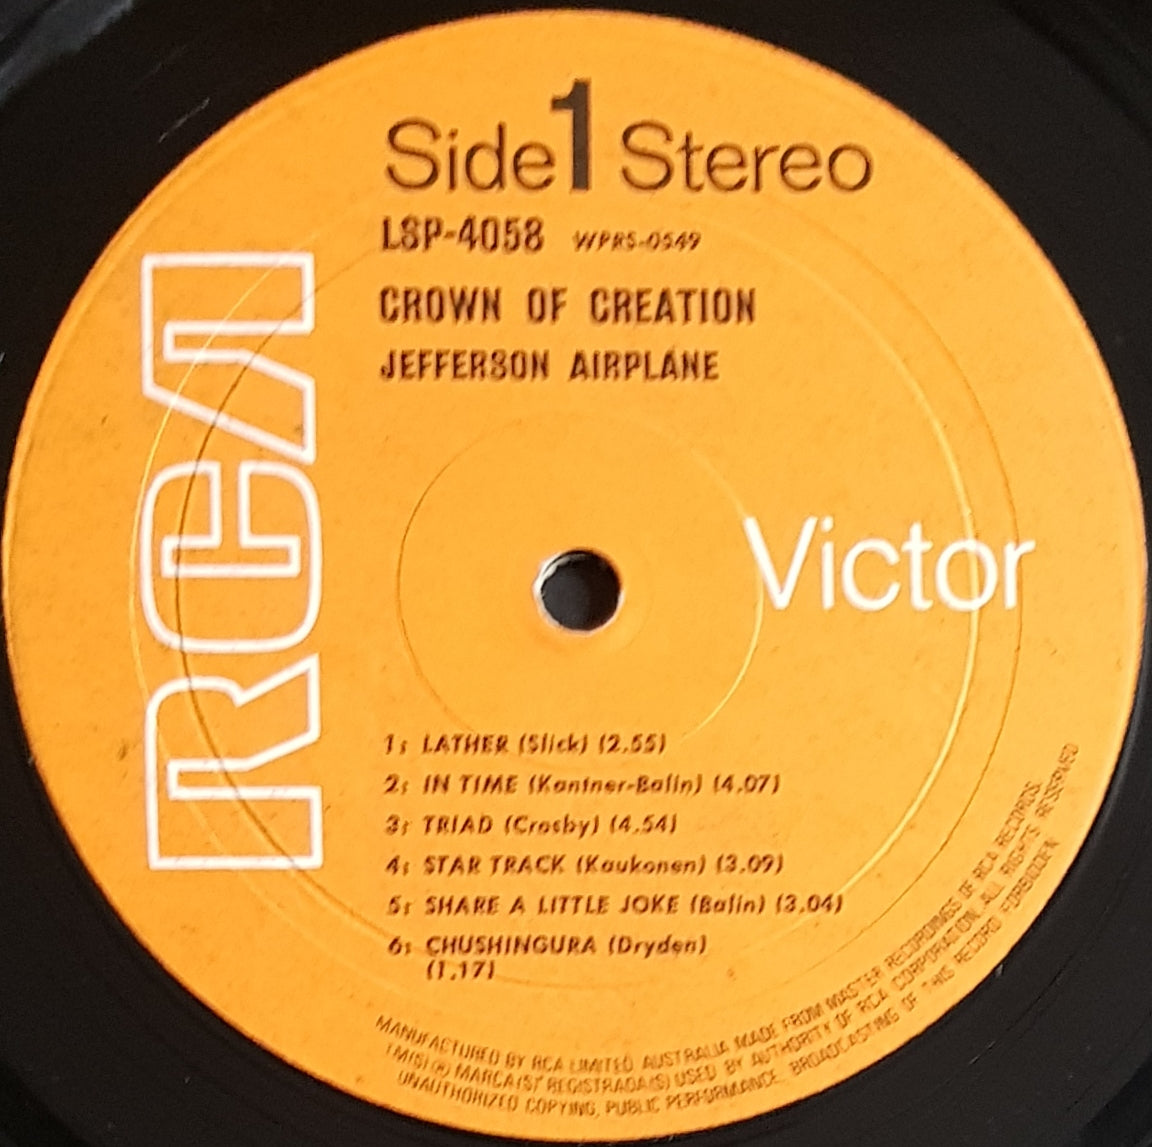 Side 1 Stereo
LSP-4058 WPRS-0549
CROWN OF CREATION
JEFFERSON AIRPLANE
RCA
Victor
1: LATHER (Slick) (2.55)
2: IN TIME (Kantner-Balin) (4.07)
3: TRIAD (Crosby) (4.54)
4: STAR TRACK (Kaukonen) (3.09)
5: SHARE A LITTLE JOKE (Balin) (3.04)
6: CHUSHINGURA (Dryden)
(1.17)
MANUFACTURED BY RCA LIMITED AUSTRALIA MADE FROM MASTER RECORDINGS OF RCA RECORDS.
TM(S) (R) MARCA(S) REGISTRADA(S) USED BY AUTHORITY OF RCA CORPORATION, ALL RIGHTS RESERVED
UNAUTHORIZED COPYING, PUBLIC PERFORMANCE, BROADCASTING OF THIS RECORD FORBIDDEN